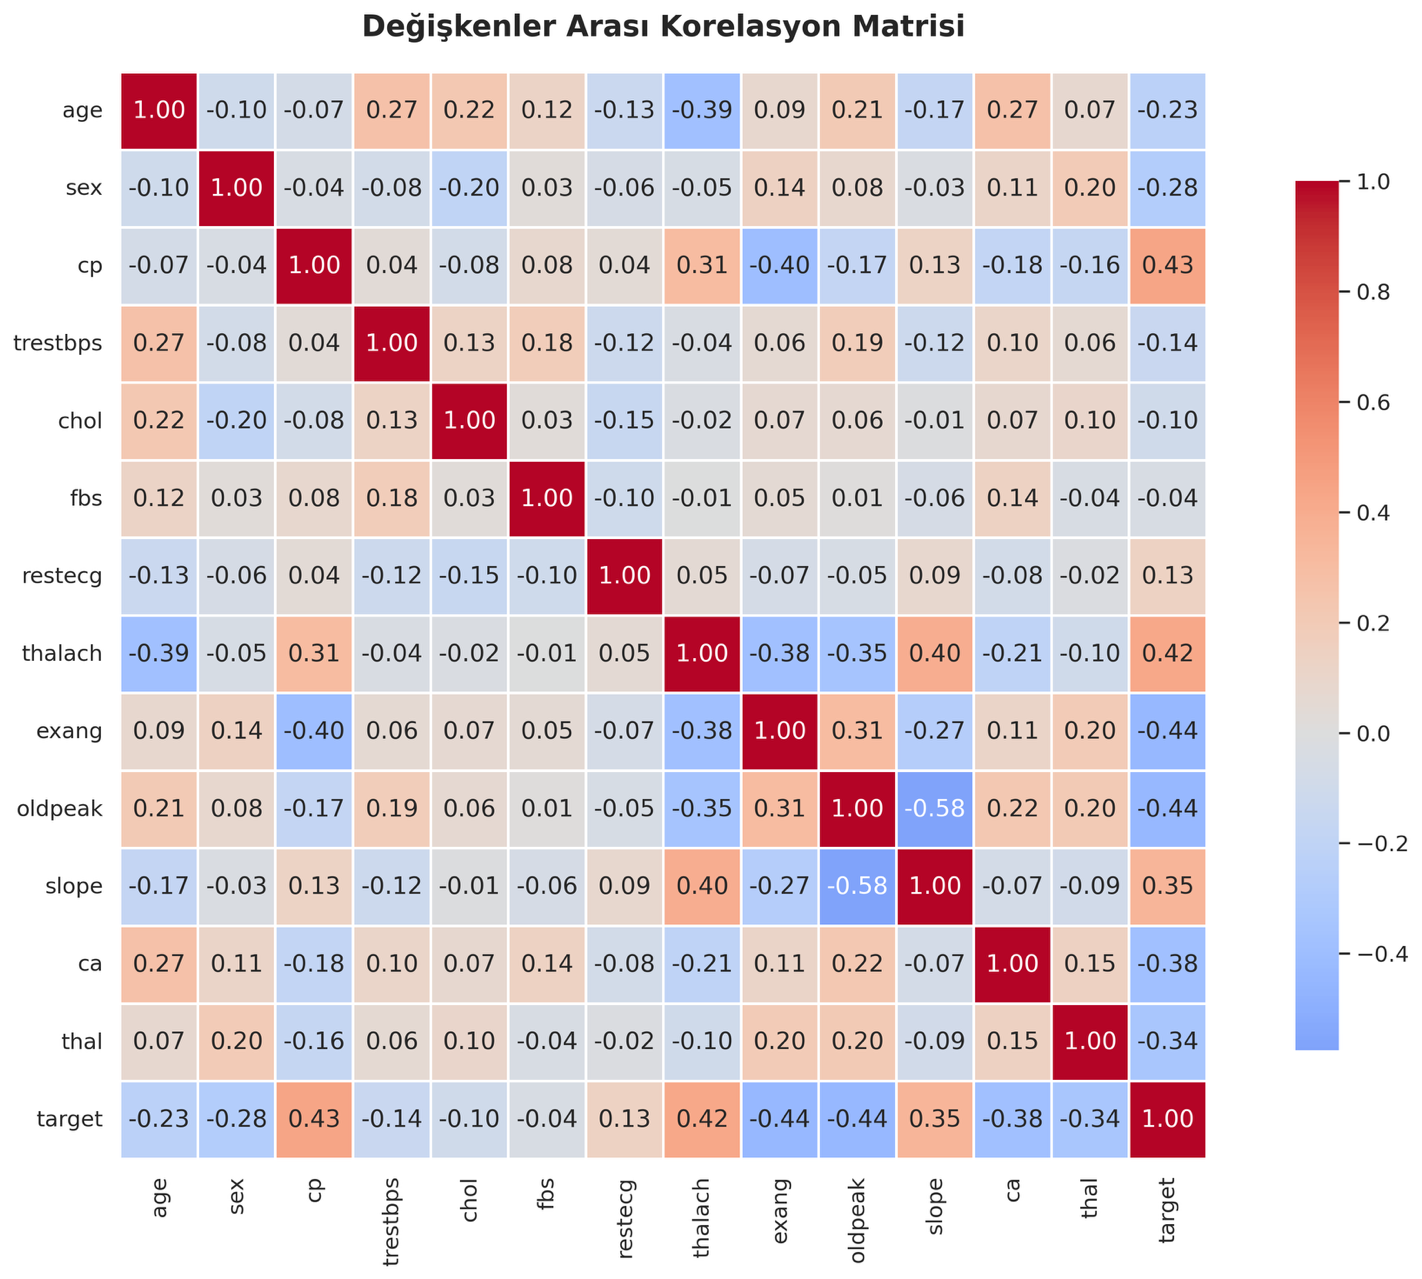 Değişkenler Arası Korelasyon Matrisi
age 1.00 -0.10 -0.07 0.27 0.22 0.12 -0.13 -0.39 0.09 0.21 -0.17 0.27 0.07 -0.23
sex -0.10 1.00 -0.04 -0.08 -0.20 0.03 -0.06 -0.05 0.14 0.08 -0.03 0.11 0.20 -0.28
cp -0.07 -0.04 1.00 0.04 -0.08 0.08 0.04 0.31 -0.40 -0.17 0.13 -0.18 -0.16 0.43
trestbps 0.27 -0.08 0.04 1.00 0.13 0.18 -0.12 -0.04 0.06 0.19 -0.12 0.10 0.06 -0.14
chol 0.22 -0.20 -0.08 0.13 1.00 0.03 -0.15 -0.02 0.07 0.06 -0.01 0.07 0.10 -0.10
fbs 0.12 0.03 0.08 0.18 0.03 1.00 -0.10 -0.01 0.05 0.01 -0.06 0.14 -0.04 -0.04
restecg -0.13 -0.06 0.04 -0.12 -0.15 -0.10 1.00 0.05 -0.07 -0.05 0.09 -0.08 -0.02 0.13
thalach -0.39 -0.05 0.31 -0.04 -0.02 -0.01 0.05 1.00 -0.38 -0.35 0.40 -0.21 -0.10 0.42
exang 0.09 0.14 -0.40 0.06 0.07 0.05 -0.07 -0.38 1.00 0.31 -0.27 0.11 0.20 -0.44
oldpeak 0.21 0.08 -0.17 0.19 0.06 0.01 -0.05 -0.35 0.31 1.00 -0.58 0.22 0.20 -0.44
slope -0.17 -0.03 0.13 -0.12 -0.01 -0.06 0.09 0.40 -0.27 -0.58 1.00 -0.07 -0.09 0.35
ca 0.27 0.11 -0.18 0.10 0.07 0.14 -0.08 -0.21 0.11 0.22 -0.07 1.00 0.15 -0.38
thal 0.07 0.20 -0.16 0.06 0.10 -0.04 -0.02 -0.10 0.20 0.20 -0.09 0.15 1.00 -0.34
target -0.23 -0.28 0.43 -0.14 -0.10 -0.04 0.13 0.42 -0.44 -0.44 0.35 -0.38 -0.34 1.00
age sex cp trestbps chol fbs restecg thalach exang oldpeak slope ca thal target
1.0
0.8
0.6
0.4
0.2
0.0
−0.2
−0.4